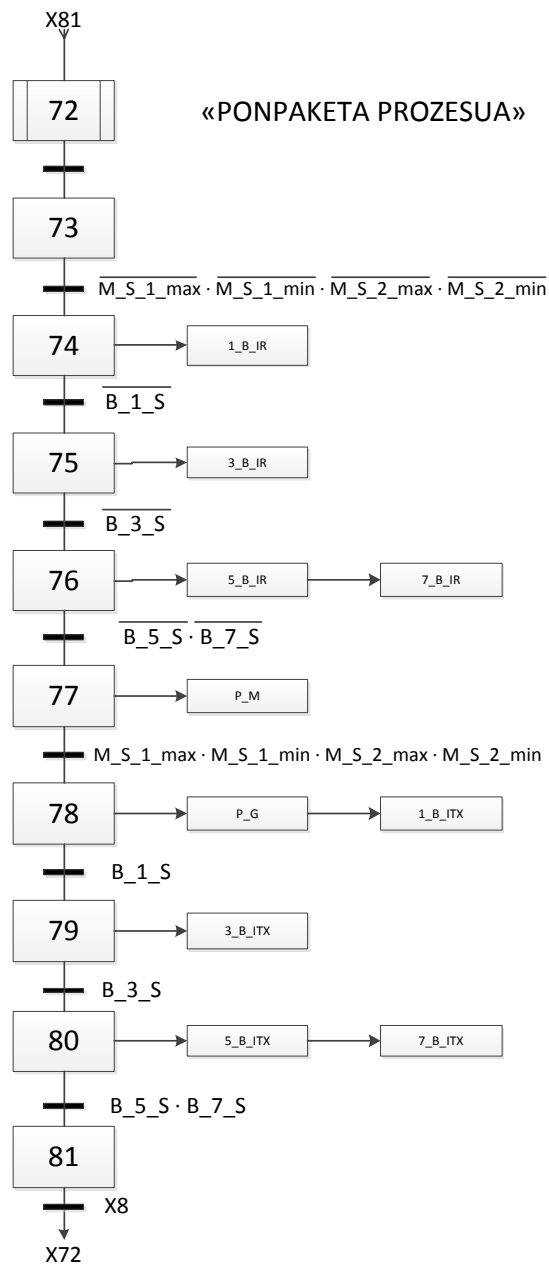 X81
72
«PONPAKETA PROZESUA»
73
M_S_1_max · M_S_1_min · M_S_2_max · M_S_2_min
74
1_B_IR
B_1_S
75
3_B_IR
B_3_S
76
5_B_IR
7_B_IR
B_5_S · B_7_S
77
P_M
M_S_1_max · M_S_1_min · M_S_2_max · M_S_2_min
78
P_G
1_B_ITX
B_1_S
79
3_B_ITX
B_3_S
80
5_B_ITX
7_B_ITX
B_5_S · B_7_S
81
X8
X72